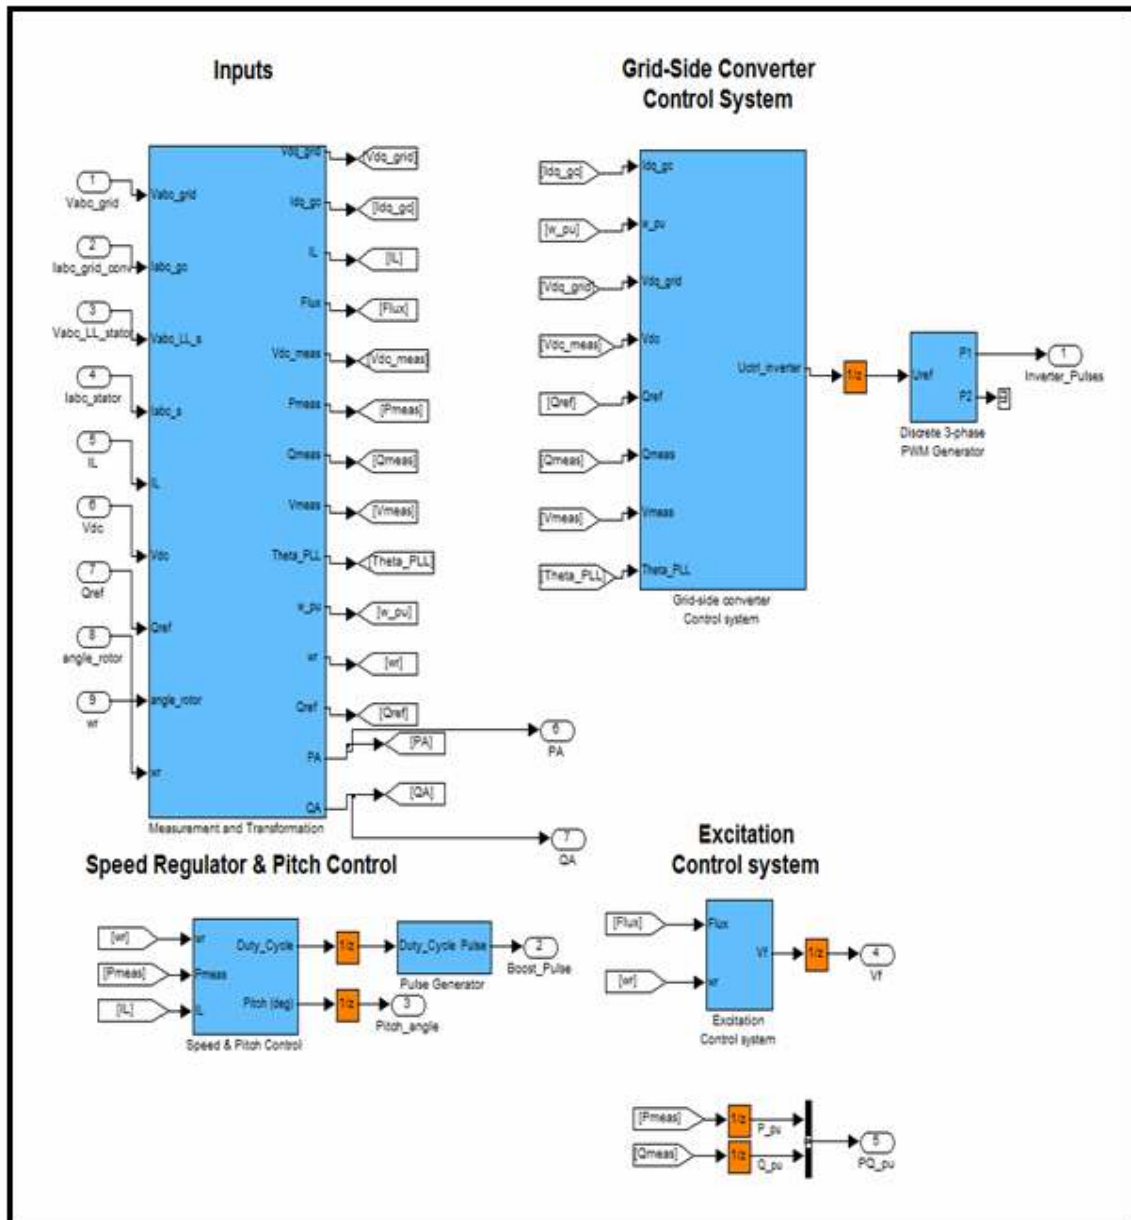 Inputs
Grid-Side Converter
Control System
1
Vabc_grid
2
Iabc_grid_conv
3
Vabc_LL_stator
4
Iabc_stator
5
IL
6
Vdc
7
Qref
8
angle_rotor
9
wr
Vabc_grid
Iabc_gc
Vabc_LL_s
Iabc_s
IL
Vdc
Qref
angle_rotor
wr
Vdq_grid
Idq_gc
IL
Flux
Vdc_meas
Pmeas
Qmeas
Vmeas
Theta_PLL
w_pu
wr
Qref
PA
QA
Measurement and Transformation
[Vdq_grid]
[Idq_gc]
[IL]
[Flux]
[Vdc_meas]
[Pmeas]
[Qmeas]
[Vmeas]
[Theta_PLL]
[w_pu]
[wr]
[Qref]
[PA]
[QA]
6
PA
7
QA
[Idq_gc]
[w_pu]
[Vdq_grid]
[Vdc_meas]
[Qref]
[Qmeas]
[Vmeas]
[Theta_PLL]
Idq_gc
w_pu
Vdq_grid
Vdc
Qref
Qmeas
Vmeas
Theta_PLL
Uctrl_inverter
Grid-side converter
Control system
1/z
Uref
P1
P2
Discrete 3-phase
PWM Generator
1
Inverter_Pulses
Speed Regulator & Pitch Control
[wr]
[Pmeas]
[IL]
wr
Pmeas
IL
Duty_Cycle
Pitch (deg)
Speed & Pitch Control
1/z
1/z
Duty_Cycle Pulse
Pulse Generator
2
Boost_Pulse
3
Pitch_angle
Excitation
Control system
[Flux]
[wr]
Flux
wr
Vf
Excitation
Control system
1/z
4
Vf
[Pmeas]
[Qmeas]
1/z
1/z
P_pu
Q_pu
5
PQ_pu